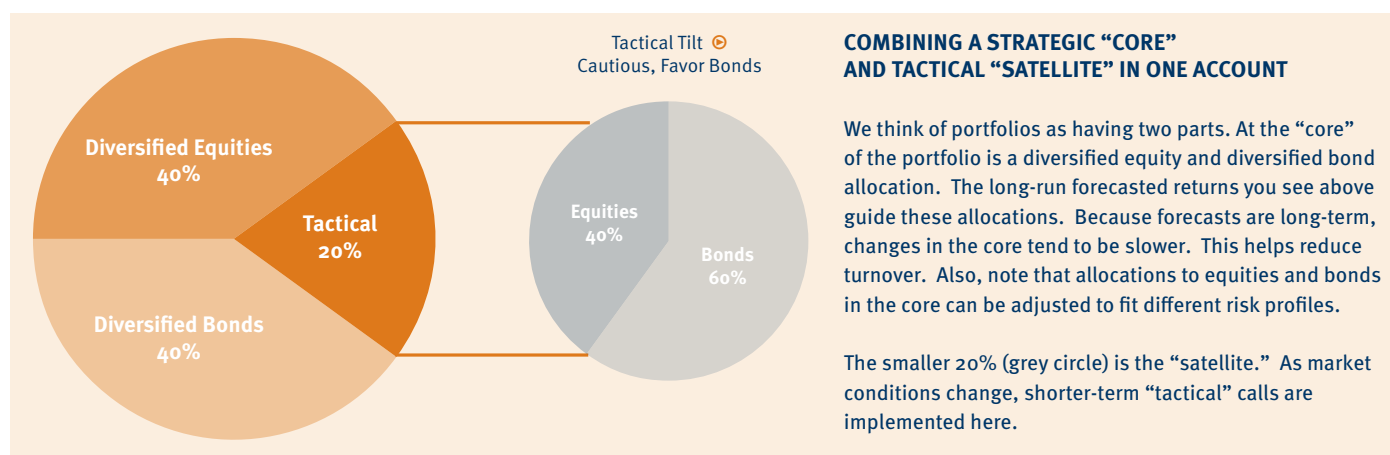 Diversified Equities
40%
Tactical
20%
Diversified Bonds
40%
Tactical Tilt
Cautious, Favor Bonds
Equities
40%
Bonds
60%
COMBINING A STRATEGIC “CORE”
AND TACTICAL “SATELLITE” IN ONE ACCOUNT
We think of portfolios as having two parts. At the “core”
of the portfolio is a diversified equity and diversified bond
allocation.  The long-run forecasted returns you see above
guide these allocations.  Because forecasts are long-term,
changes in the core tend to be slower.  This helps reduce
turnover.  Also, note that allocations to equities and bonds
in the core can be adjusted to fit different risk profiles.
The smaller 20% (grey circle) is the “satellite.”  As market
conditions change, shorter-term “tactical” calls are
implemented here.